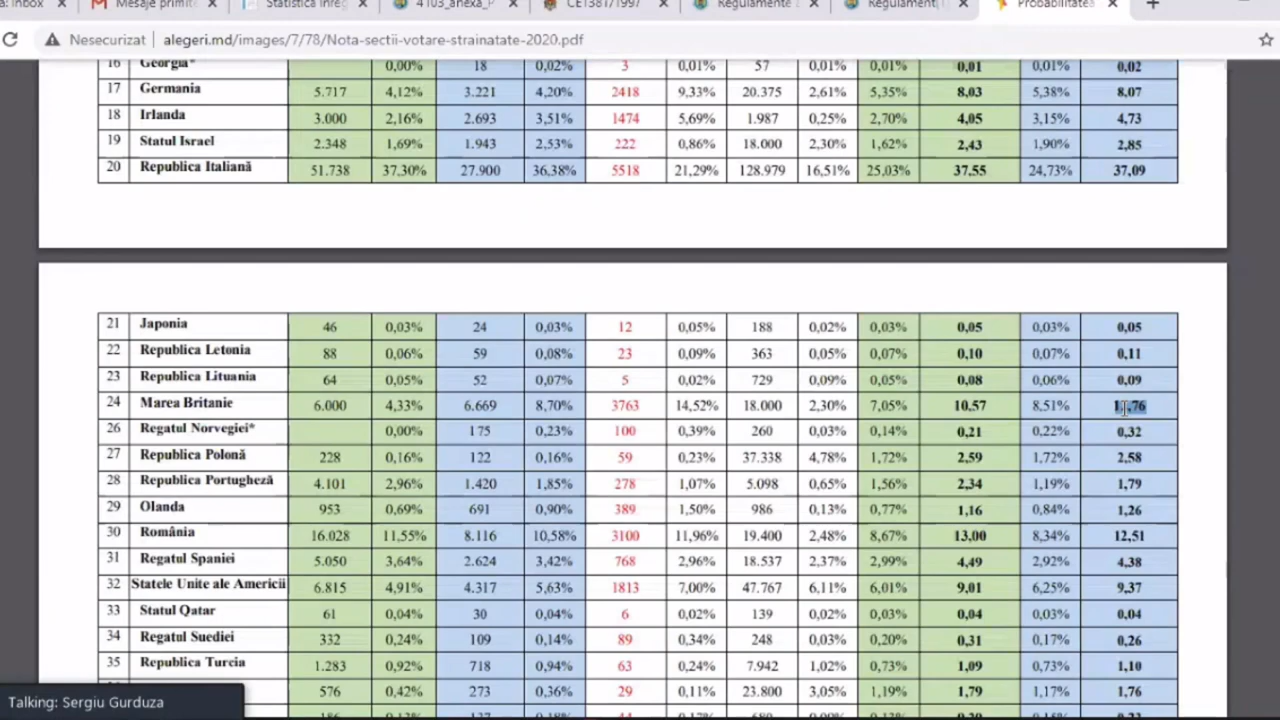 a: Inbox Mesaje primit Statistica înreg 4103_anexa_P CE1381/1997 Regulamente Regulament Probabilitatea
Nesecurizat alegeri.md/images/7/78/Nota-sectii-votare-strainatate-2020.pdf
16 Georgia* 0,00% 18 0,02% 3 0,01% 57 0,01% 0,01% 0,01 0,01% 0,02
17 Germania 5.717 4,12% 3.221 4,20% 2418 9,33% 20.375 2,61% 5,35% 8,03 5,38% 8,07
18 Irlanda 3.000 2,16% 2.693 3,51% 1474 5,69% 1.987 0,25% 2,70% 4,05 3,15% 4,73
19 Statul Israel 2.348 1,69% 1.943 2,53% 222 0,86% 18.000 2,30% 1,62% 2,43 1,90% 2,85
20 Republica Italiană 51.738 37,30% 27.900 36,38% 5518 21,29% 128.979 16,51% 25,03% 37,55 24,73% 37,09
21 Japonia 46 0,03% 24 0,03% 12 0,05% 188 0,02% 0,03% 0,05 0,03% 0,05
22 Republica Letonia 88 0,06% 59 0,08% 23 0,09% 363 0,05% 0,07% 0,10 0,07% 0,11
23 Republica Lituania 64 0,05% 52 0,07% 5 0,02% 729 0,09% 0,05% 0,08 0,06% 0,09
24 Marea Britanie 6.000 4,33% 6.669 8,70% 3763 14,52% 18.000 2,30% 7,05% 10.57 8,51%
26 Regatul Norvegiei* 0,00% 175 0,23% 100 0,39% 260 0,03% 0,14% 0,21 0,22% 0,32
27 Republica Polonă 228 0,16% 122 0,16% 59 0,23% 37.338 4,78% 1,72% 2,59 1,72% 2,58
28 Republica Portugheză 4.101 2,96% 1.420 1,85% 278 1,07% 5.098 0,65% 1,56% 2,34 1,19% 1,79
29 Olanda 953 0,69% 691 0,90% 389 1,50% 986 0,13% 0,77% 1,16 0,84% 1,26
30 România 16.028 11,55% 8.116 10,58% 3100 11,96% 19.400 2,48% 8,67% 13,00 8,34% 12,51
31 Regatul Spaniei 5.050 3,64% 2.624 3,42% 768 2,96% 18.537 2,37% 2,99% 4,49 2,92% 4,38
32 Statele Unite ale Americii 6.815 4,91% 4.317 5,63% 1813 7,00% 47.767 6,11% 6,01% 9,01 6,25% 9,37
33 Statul Qatar 61 0,04% 30 0,04% 6 0,02% 139 0,02% 0,03% 0,04 0,03% 0,04
34 Regatul Suediei 332 0,24% 109 0,14% 89 0,34% 248 0,03% 0,20% 0,31 0,17% 0,26
35 Republica Turcia 1.283 0,92% 718 0,94% 63 0,24% 7.942 1,02% 0,73% 1,09 0,73% 1,10
576 0,42% 273 0,36% 29 0,11% 23.800 3,05% 1,19% 1,79 1,17% 1,76
Talking: Sergiu Gurduza